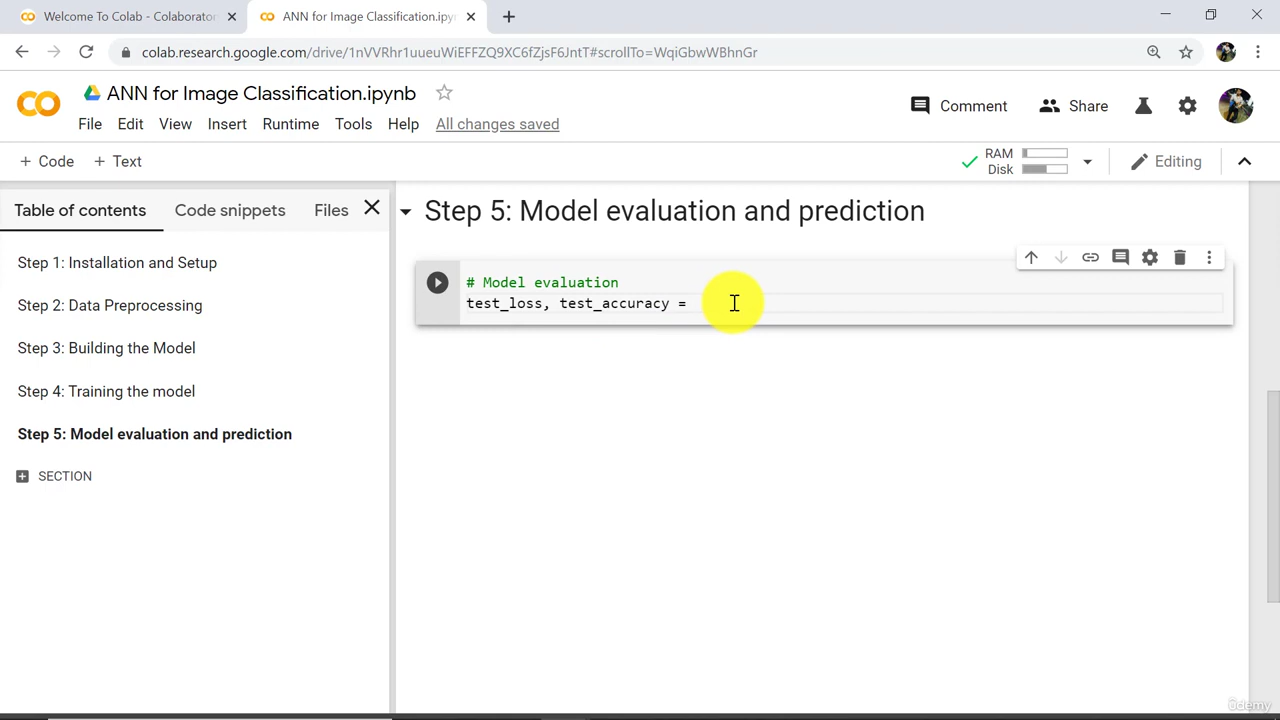 Welcome To Colab - Colaborator
ANN for Image Classification.ipyn
colab.research.google.com/drive/1nVVRhr1uueuWiEFFZQ9XC6fZjsF6JntT#scrollTo=WqiGbwWBhnGr
ANN for Image Classification.ipynb
Comment
Share
File Edit View Insert Runtime Tools Help All changes saved
+ Code + Text
RAM
Disk
Editing
Table of contents Code snippets Files
Step 1: Installation and Setup
Step 2: Data Preprocessing
Step 3: Building the Model
Step 4: Training the model
Step 5: Model evaluation and prediction
SECTION
Step 5: Model evaluation and prediction
# Model evaluation
test_loss, test_accuracy =
ûdemy